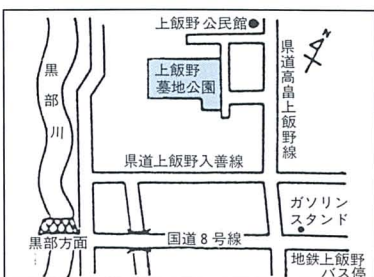 上飯野公民館
県道高畠上飯野線
N
黒部川
上飯野
墓地公園
県道上飯野入善線
ガソリン
スタンド
黒部方面
国道8号線
地鉄上飯野
バス停